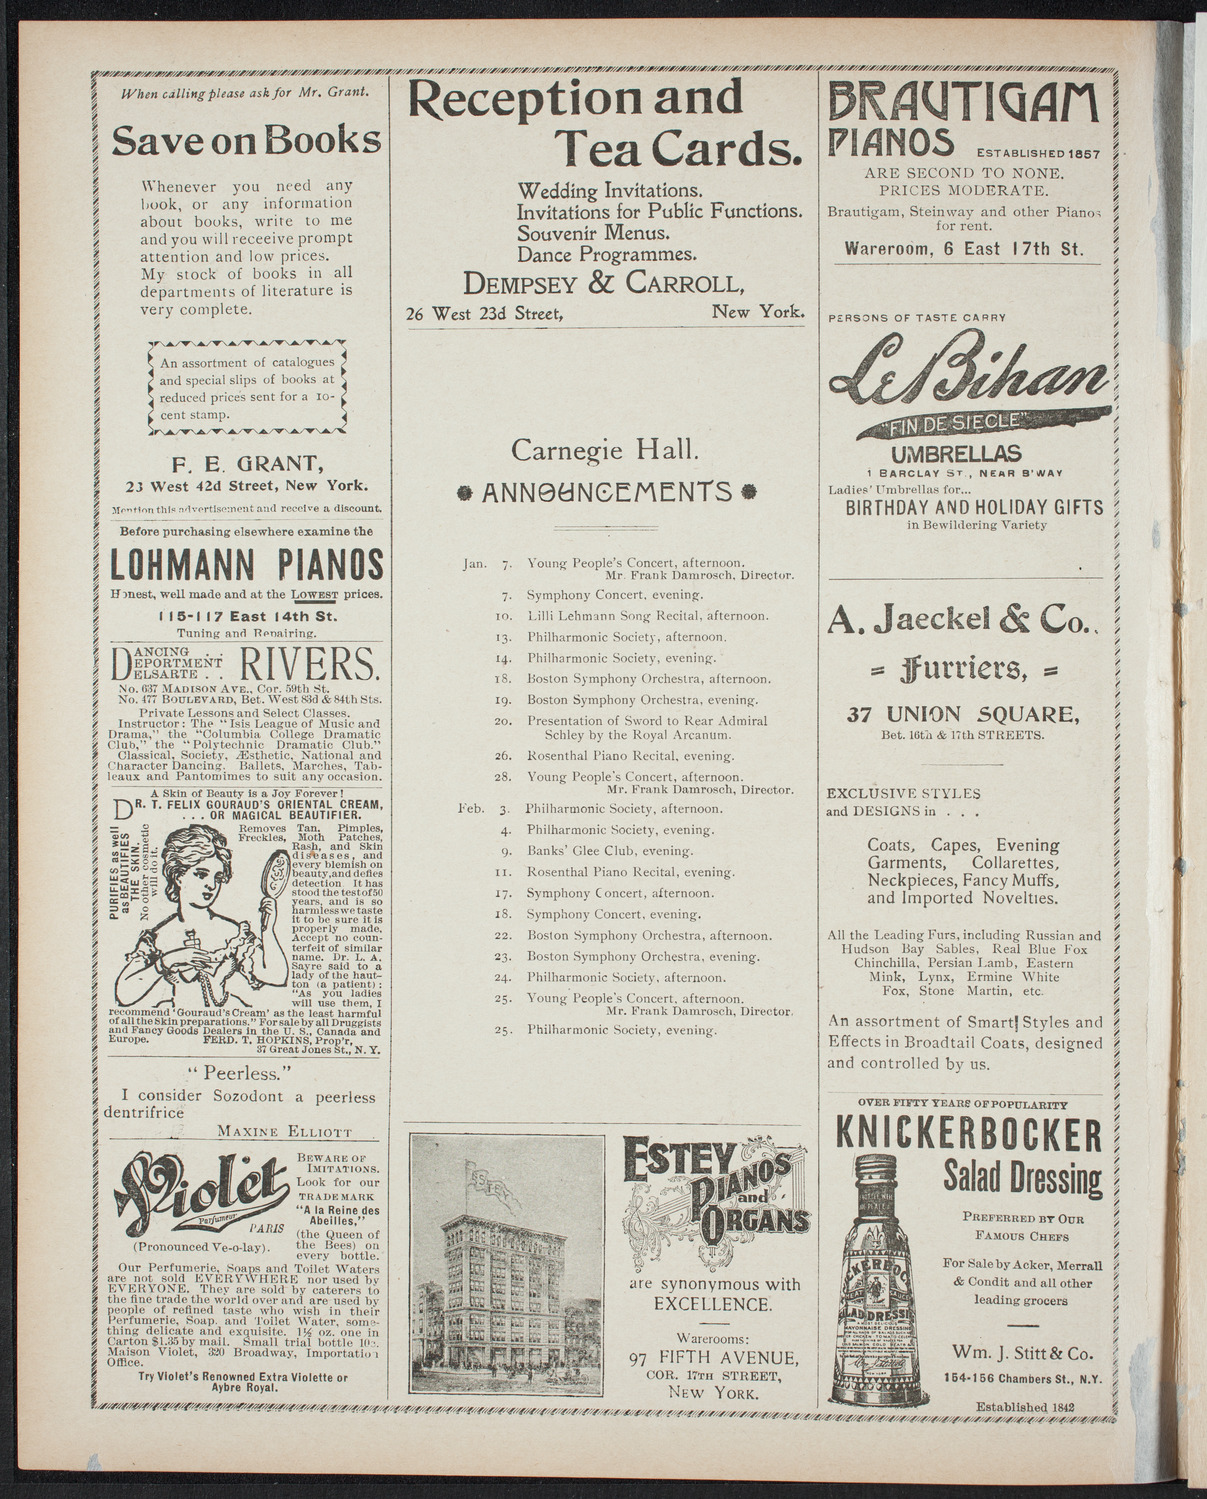 When calling please ask for Mr. Grant.
Save on Books
Whenever you need any
book, or any information
about books, write to me
and you will receeive prompt
attention and low prices.
My stock of books in all
departments of literature is
very complete.
An assortment of catalogues
and special slips of books at
reduced prices sent for a 10-
cent stamp.
F. E. GRANT,
23 West 42d Street, New York.
Mention this advertisement and receive a discount.
Before purchasing elsewhere examine the
LOHMANN PIANOS
Honest, well made and at the LOWEST prices.
115-117 East 14th St.
Tuning and Repairing.
DANCING . .
DEPORTMENT
DELSARTE . .
RIVERS.
No. 637 MADISON AVE., Cor. 59th St.
No. 477 BOULEVARD, Bet. West 83d & 84th Sts.
Private Lessons and Select Classes.
Instructor: The "Isis League of Music and
Drama," the "Columbia College Dramatic
Club," the "Polytechnic Dramatic Club."
Classical, Society, Æsthetic, National and
Character Dancing. Ballets, Marches, Tab-
leaux and Pantomimes to suit any occasion.
A Skin of Beauty is a Joy Forever!
DR. T. FELIX GOURAUD'S ORIENTAL CREAM,
. . . OR MAGICAL BEAUTIFIER.
PURIFIES as well
as BEAUTIFIES
THE SKIN.
No other cosmetic
will do it.
Removes Tan, Pimples,
Freckles, Moth Patches,
Rash, and Skin
diseases, and
every blemish on
beauty, and defies
detection It has
stood the test of 50
years, and is so
harmless we taste
it to be sure it is
properly made.
Accept no coun-
terfeit of similar
name. Dr. L. A.
Sayre said to a
lady of the haut-
ton (a patient):
"As you ladies
will use them, I
recommend 'Gouraud's Cream' as the least harmful
of all the Skin preparations." For sale by all Druggists
and Fancy Goods Dealers in the U. S., Canada and
Europe. FERD. T. HOPKINS, Prop'r,
37 Great Jones St., N. Y.
"Peerless."
I consider Sozodont a peerless
dentrifrice
MAXINE ELLIOTT
Violet
Parfumeur
PARIS
(Pronounced Ve-o-lay).
BEWARE OF
IMITATIONS.
Look for our
TRADEMARK
"A la Reine des
Abeilles,"
(the Queen of
the Bees) on
every bottle.
Our Perfumerie, Soaps and Toilet Waters
are not sold EVERYWHERE nor used by
EVERYONE. They are sold by caterers to
the fine trade the world over and are used by
people of refined taste who wish in their
Perfumerie, Soap. and Toilet Water, some-
thing delicate and exquisite. 1½ oz. one in
Carton $1.35 by mail. Small trial bottle 10c.
Maison Violet, 320 Broadway, Importation
Office.
Try Violet's Renowned Extra Violette or
Aybre Royal.
Reception and
Tea Cards.
Wedding Invitations.
Invitations for Public Functions.
Souvenir Menus.
Dance Programmes.
DEMPSEY & CARROLL,
26 West 23d Street, New York.
Carnegie Hall.
ANNOUNCEMENTS
Jan. 7. Young People's Concert, afternoon.
Mr. Frank Damrosch, Director.
7. Symphony Concert, evening.
10. Lilli Lehmann Song Recital, afternoon.
13. Philharmonic Society, afternoon.
14. Philharmonic Society, evening.
18. Boston Symphony Orchestra, afternoon.
19. Boston Symphony Orchestra, evening.
20. Presentation of Sword to Rear Admiral
Schley by the Royal Arcanum.
26. Rosenthal Piano Recital, evening.
28. Young People's Concert, afternoon.
Mr. Frank Damrosch, Director.
Feb. 3. Philharmonic Society, afternoon.
4. Philharmonic Society, evening.
9. Banks' Glee Club, evening.
11. Rosenthal Piano Recital, evening.
17. Symphony Concert, afternoon.
18. Symphony Concert, evening.
22. Boston Symphony Orchestra, afternoon.
23. Boston Symphony Orchestra, evening.
24. Philharmonic Society, afternoon.
25. Young People's Concert, afternoon.
Mr. Frank Damrosch, Director.
25. Philharmonic Society, evening.
ESTEY
ESTEY
PIANOS
and
ORGANS
are synonymous with
EXCELLENCE.
Warerooms:
97 FIFTH AVENUE,
COR. 17TH STREET,
NEW YORK.
BRAUTIGAM
PIANOS ESTABLISHED 1857
ARE SECOND TO NONE.
PRICES MODERATE.
Brautigam, Steinway and other Pianos
for rent.
Wareroom, 6 East 17th St.
PERSONS OF TASTE CARRY
Le Bihan
"FIN DE SIECLE"
UMBRELLAS
1 BARCLAY ST., NEAR B'WAY
Ladies' Umbrellas for...
BIRTHDAY AND HOLIDAY GIFTS
in Bewildering Variety
A. Jaeckel & Co.,
= Furriers, =
37 UNION SQUARE,
Bet. 16th & 17th STREETS.
EXCLUSIVE STYLES
and DESIGNS in . . .
Coats, Capes, Evening
Garments, Collarettes,
Neckpieces, Fancy Muffs,
and Imported Novelties.
All the Leading Furs, including Russian and
Hudson Bay Sables, Real Blue Fox
Chinchilla, Persian Lamb, Eastern
Mink, Lynx, Ermine White
Fox, Stone Martin, etc.
An assortment of Smart Styles and
Effects in Broadtail Coats, designed
and controlled by us.
OVER FIFTY YEARS OF POPULARITY
KNICKERBOCKER
Salad Dressing
PREFERRED BY OUR
FAMOUS CHEFS
For Sale by Acker, Merrall
& Condit and all other
leading grocers
Wm. J. Stitt & Co.
154-156 Chambers St., N.Y.
Established 1842